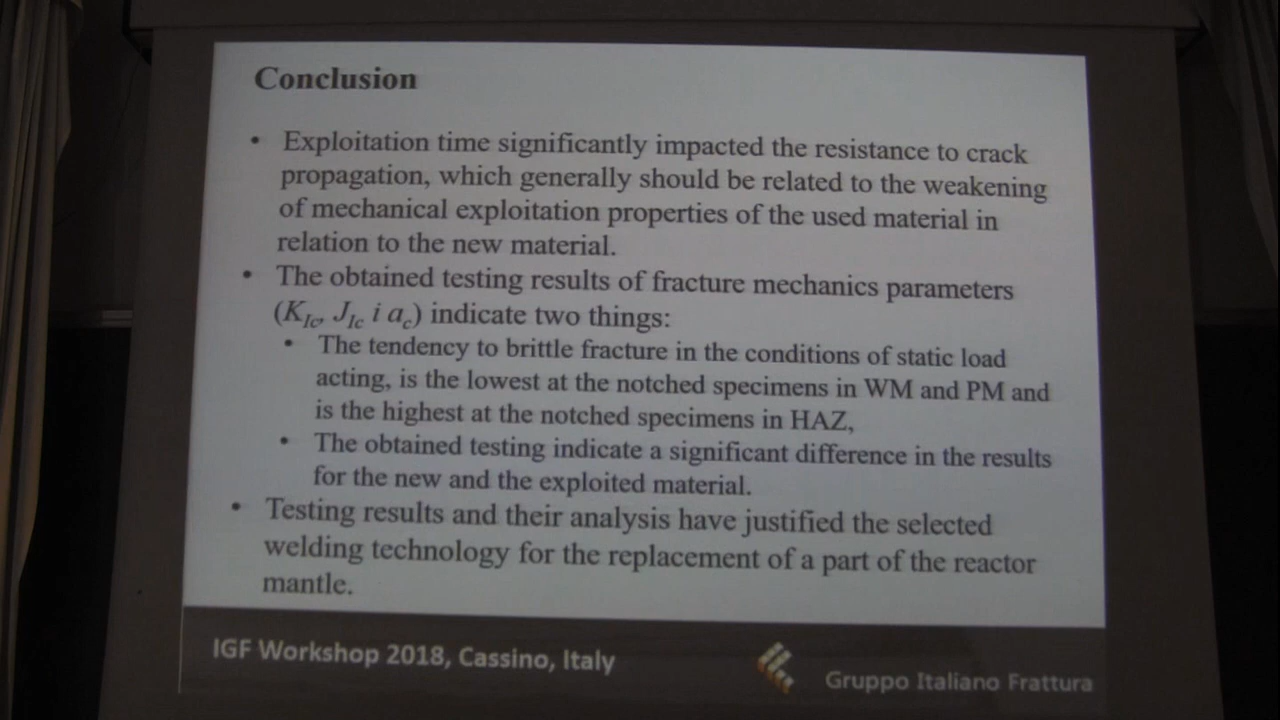 Conclusion
• Exploitation time significantly impacted the resistance to crack
propagation, which generally should be related to the weakening
of mechanical exploitation properties of the used material in
relation to the new material.
• The obtained testing results of fracture mechanics parameters
(KIc, JIc i ac) indicate two things:
• The tendency to brittle fracture in the conditions of static load
acting, is the lowest at the notched specimens in WM and PM and
is the highest at the notched specimens in HAZ,
• The obtained testing indicate a significant difference in the results
for the new and the exploited material.
• Testing results and their analysis have justified the selected
welding technology for the replacement of a part of the reactor
mantle.
IGF Workshop 2018, Cassino, Italy
Gruppo Italiano Frattura